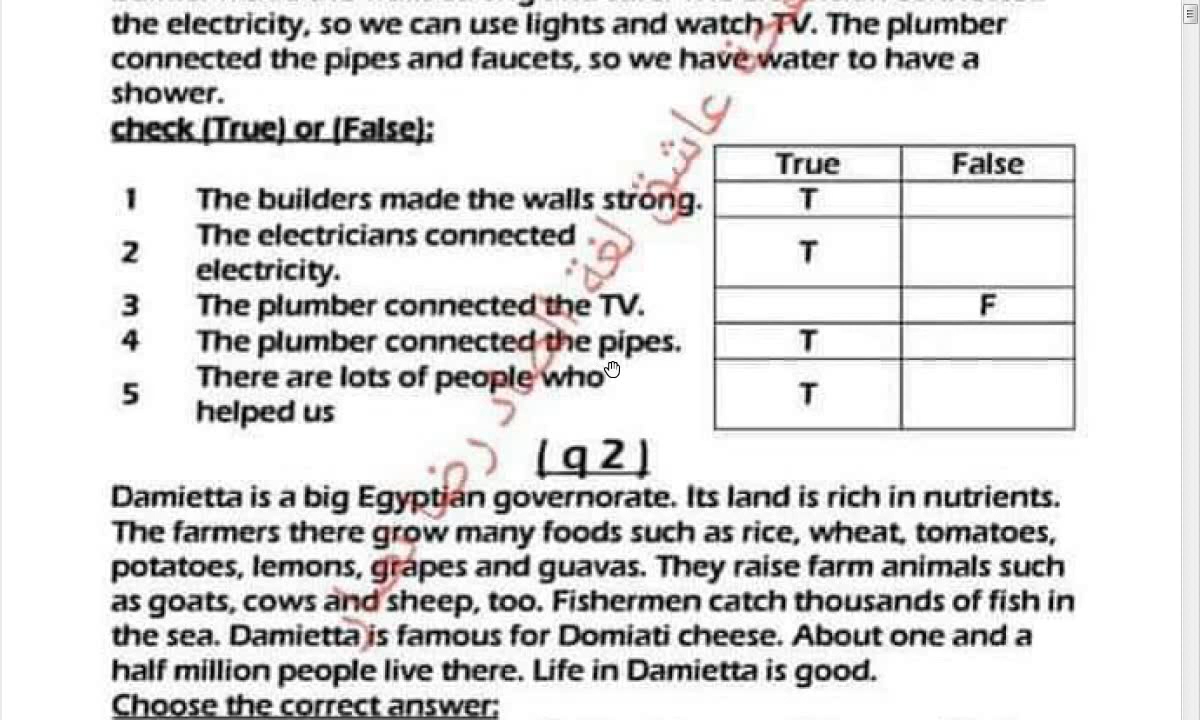 the electricity, so we can use lights and watch TV. The plumber
connected the pipes and faucets, so we have water to have a
shower.
check (True) or (False):
True False
1 The builders made the walls strong. T
2 The electricians connected
electricity. T
3 The plumber connected the TV. F
4 The plumber connected the pipes. T
5 There are lots of people who
helped us T
( q 2 )
Damietta is a big Egyptian governorate. Its land is rich in nutrients.
The farmers there grow many foods such as rice, wheat, tomatoes,
potatoes, lemons, grapes and guavas. They raise farm animals such
as goats, cows and sheep, too. Fishermen catch thousands of fish in
the sea. Damietta is famous for Domiati cheese. About one and a
half million people live there. Life in Damietta is good.
Choose the correct answer:
عاشق لغة الضاد